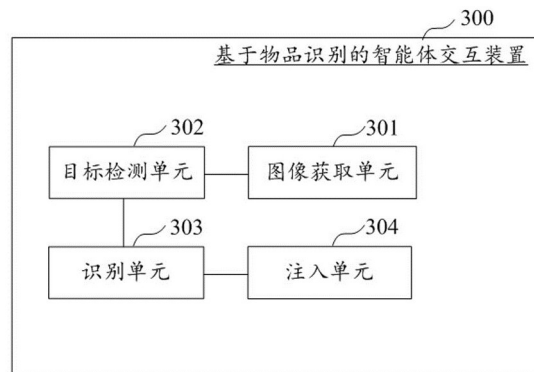 300
基于物品识别的智能体交互装置
302 301
目标检测单元 图像获取单元
303 304
识别单元 注入单元